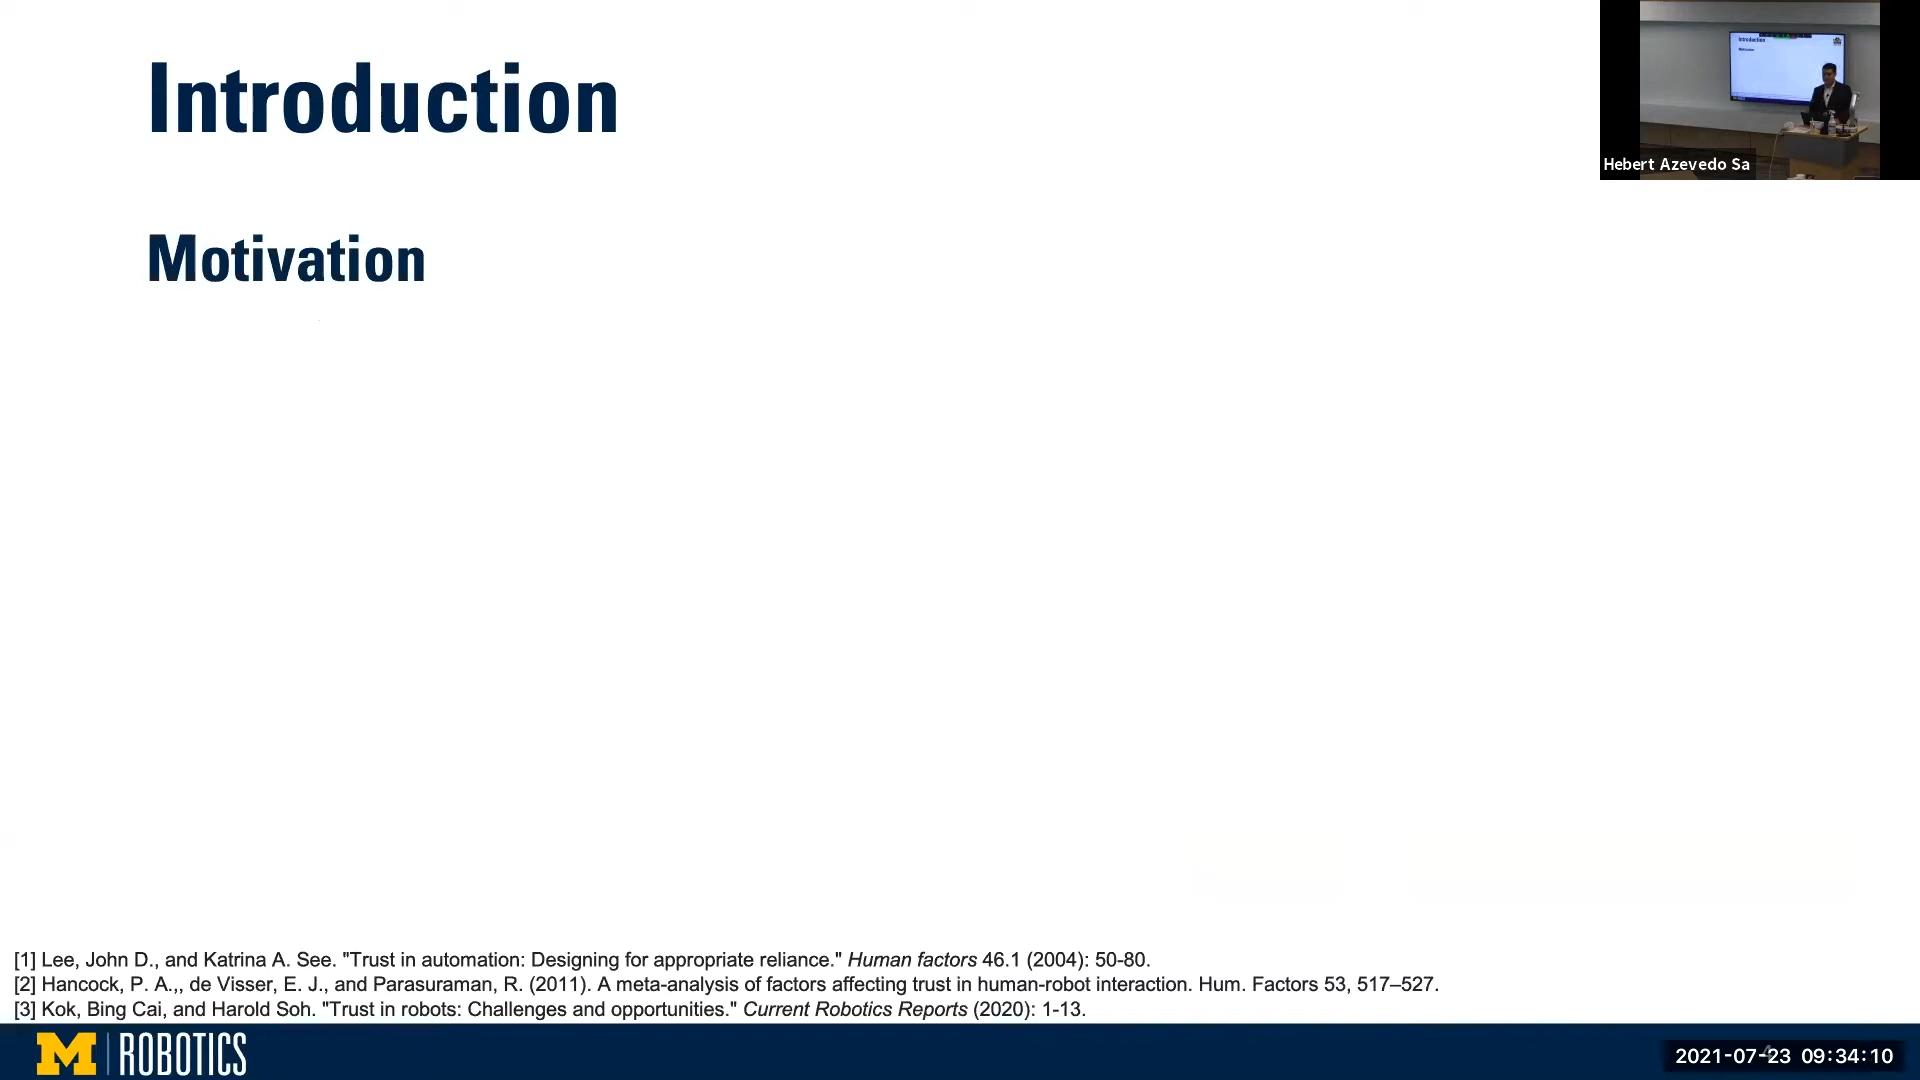 Introduction
Hebert Azevedo Sa
Motivation
[1] Lee, John D., and Katrina A. See. "Trust in automation: Designing for appropriate reliance." Human factors 46.1 (2004): 50-80.
[2] Hancock, P. A.,, de Visser, E. J., and Parasuraman, R. (2011). A meta-analysis of factors affecting trust in human-robot interaction. Hum. Factors 53, 517–527.
[3] Kok, Bing Cai, and Harold Soh. "Trust in robots: Challenges and opportunities." Current Robotics Reports (2020): 1-13.
M ROBOTICS
2021-07-23 09:34:10